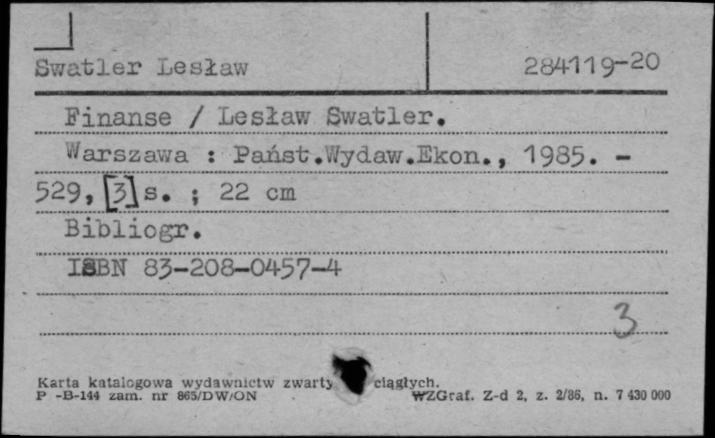 Swatler Lesław 284119-20
Finanse / Lesław Swatler.
Warszawa : Państ.Wydaw.Ekon., 1985. -
529, [3] s. ; 22 cm
Bibliogr.
ISBN 83-208-0457-4
3
Karta katalogowa wydawnictw ciągłych.
P -B-144 zam. nr 865/DW/ON WZGraf. Z-d 2, z. 2/86, n. 7 430 000